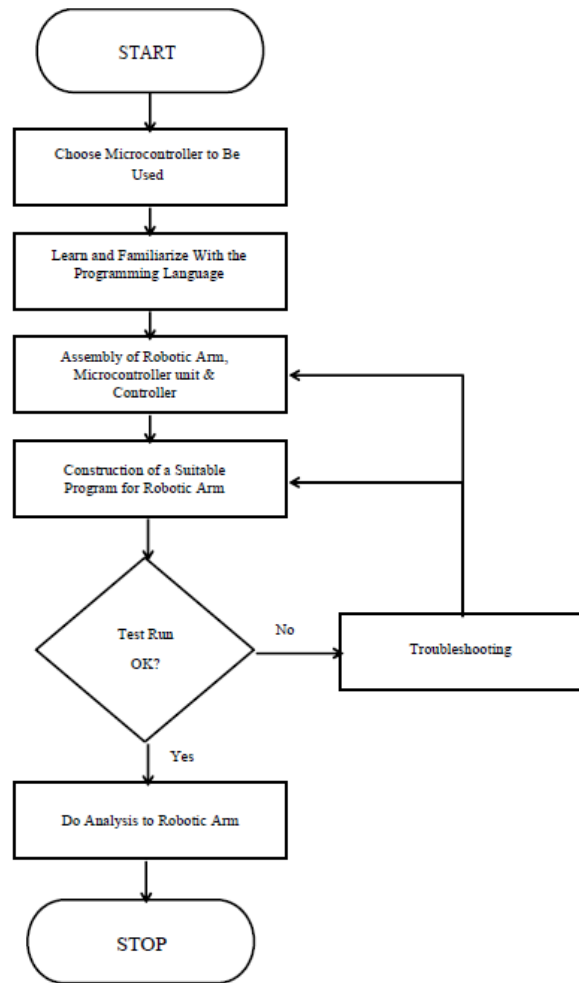 START
Choose Microcontroller to Be
Used
Learn and Familiarize With the
Programming Language
Assembly of Robotic Arm,
Microcontroller unit &
Controller
Construction of a Suitable
Program for Robotic Arm
Test Run
OK?
No
Troubleshooting
Yes
Do Analysis to Robotic Arm
STOP